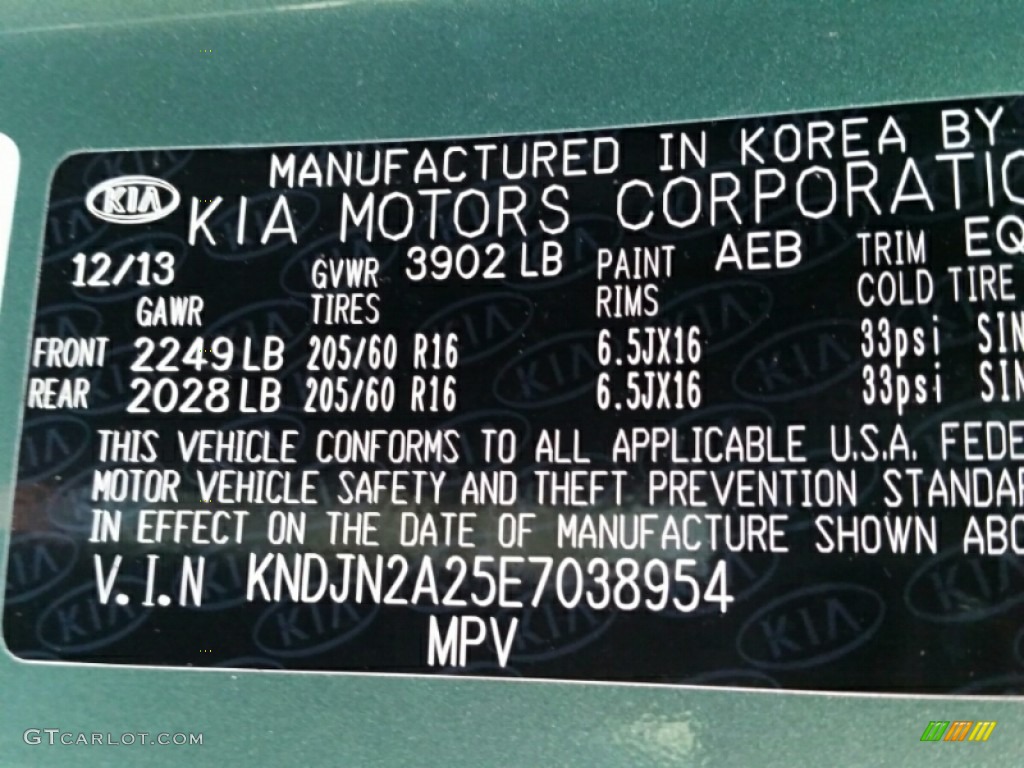 MANUFACTURED IN KOREA BY
KIA KIA MOTORS CORPORATIO
12/13 GVWR 3902 LB PAINT AEB TRIM EQ
GAWR TIRES RIMS COLD TIRE
FRONT 2249 LB 205/60 R16 6.5JX16 33psi SIN
REAR 2028 LB 205/60 R16 6.5JX16 33psi SIN
THIS VEHICLE CONFORMS TO ALL APPLICABLE U.S.A. FEDE
MOTOR VEHICLE SAFETY AND THEFT PREVENTION STANDAR
IN EFFECT ON THE DATE OF MANUFACTURE SHOWN ABO
V.I.N KNDJN2A25E7038954
MPV
GTCARLOT.COM